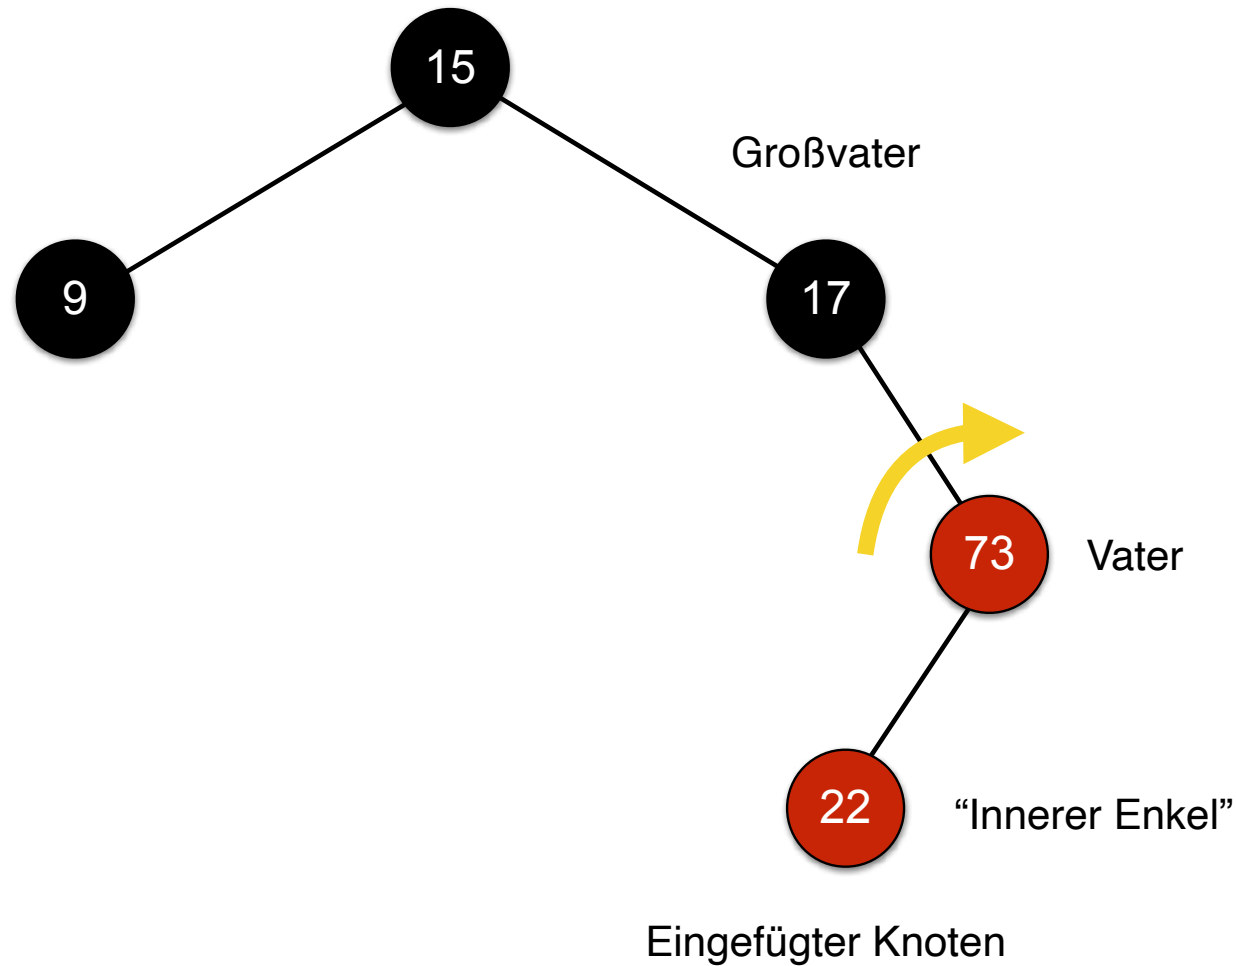 15
Großvater
9
17
73
Vater
22
“Innerer Enkel”
Eingefügter Knoten